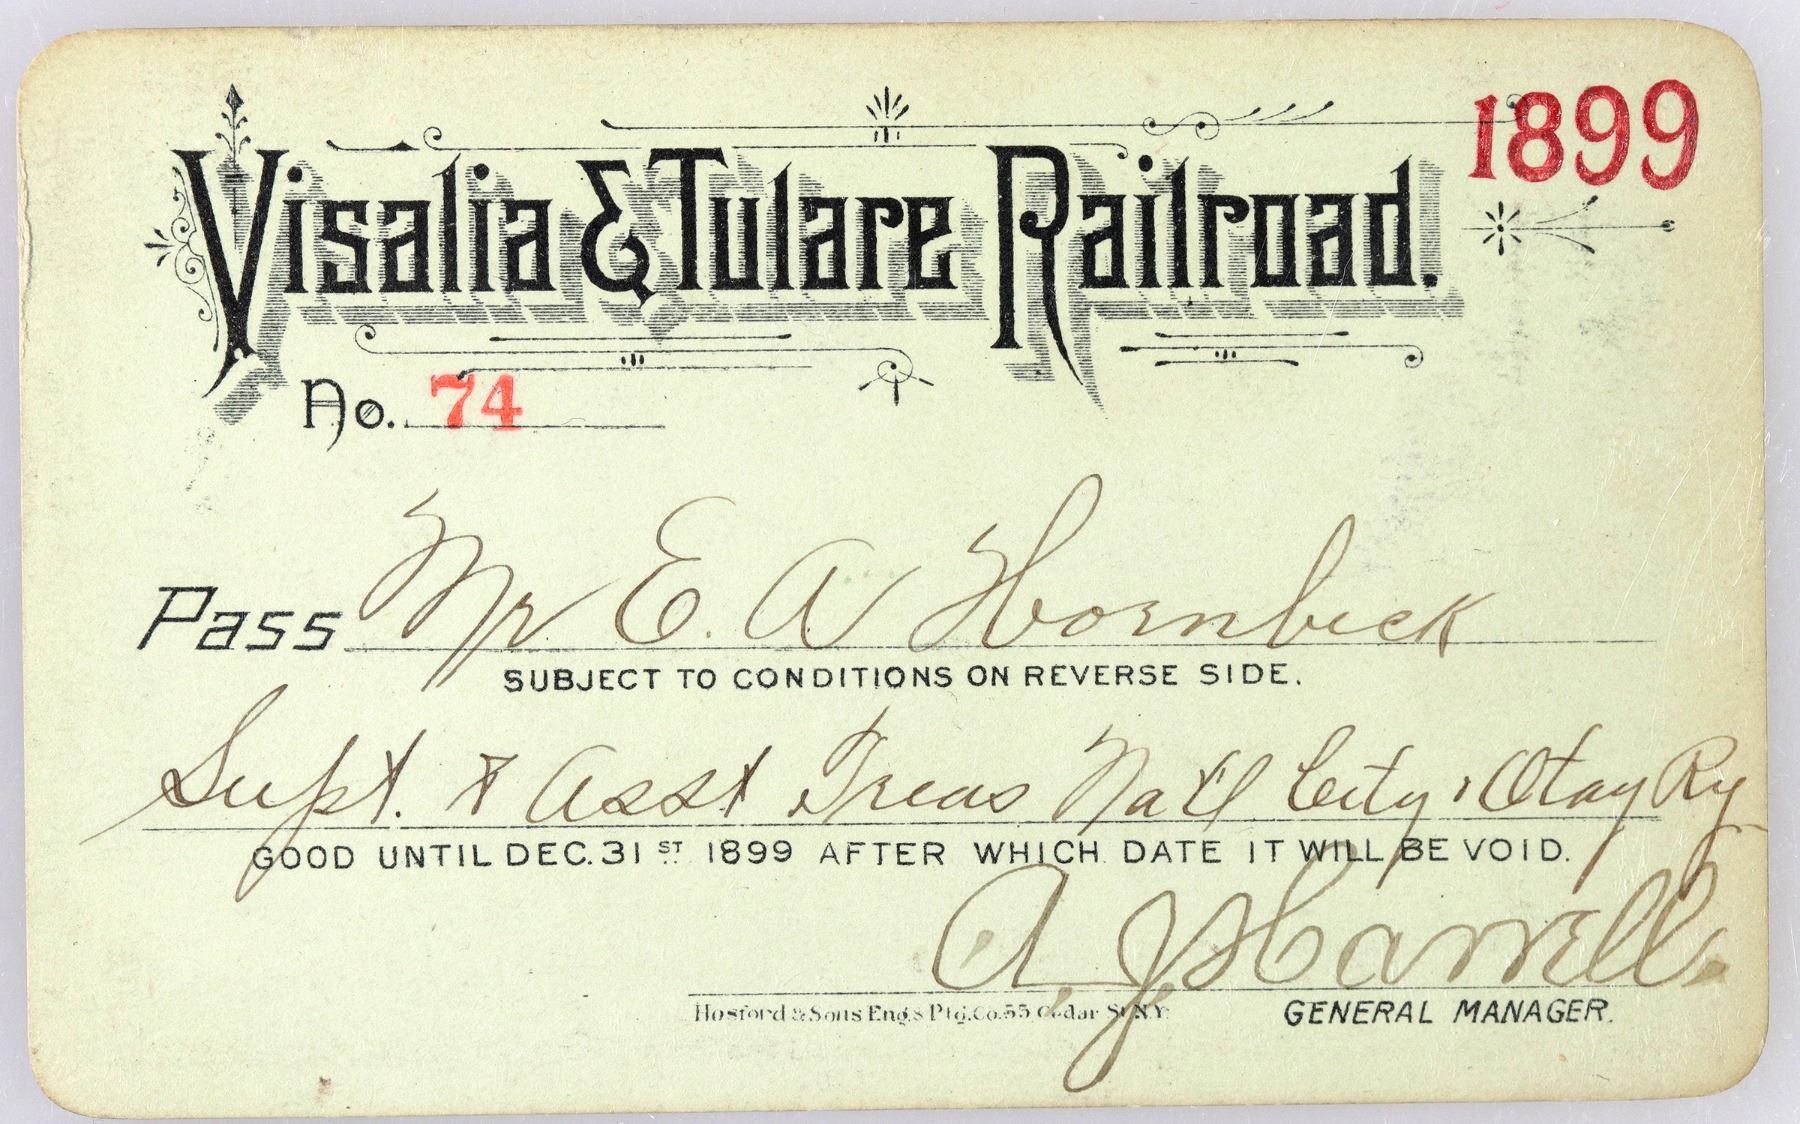 1899
Visalia & Tulare Railroad.
No. 74
Pass Mr E. A Hornbeck
SUBJECT TO CONDITIONS ON REVERSE SIDE.
Supt. & Asst Treas Nat'l City & Otay Ry
GOOD UNTIL DEC. 31ST 1899 AFTER WHICH DATE IT WILL BE VOID.
A. J. Harrell.
Hosford & Sons Eng. & Ptg. Co. 55 Cedar St. N.Y.
GENERAL MANAGER.